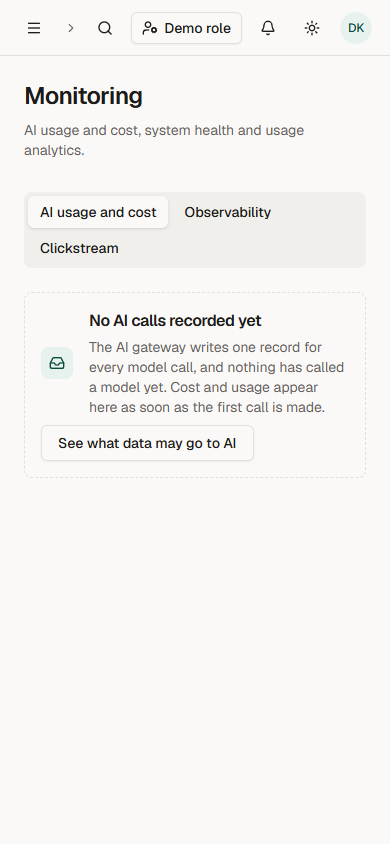 Demo role
DK
Monitoring
AI usage and cost, system health and usage
analytics.
AI usage and cost
Observability
Clickstream
No AI calls recorded yet
The AI gateway writes one record for
every model call, and nothing has called
a model yet. Cost and usage appear
here as soon as the first call is made.
See what data may go to AI